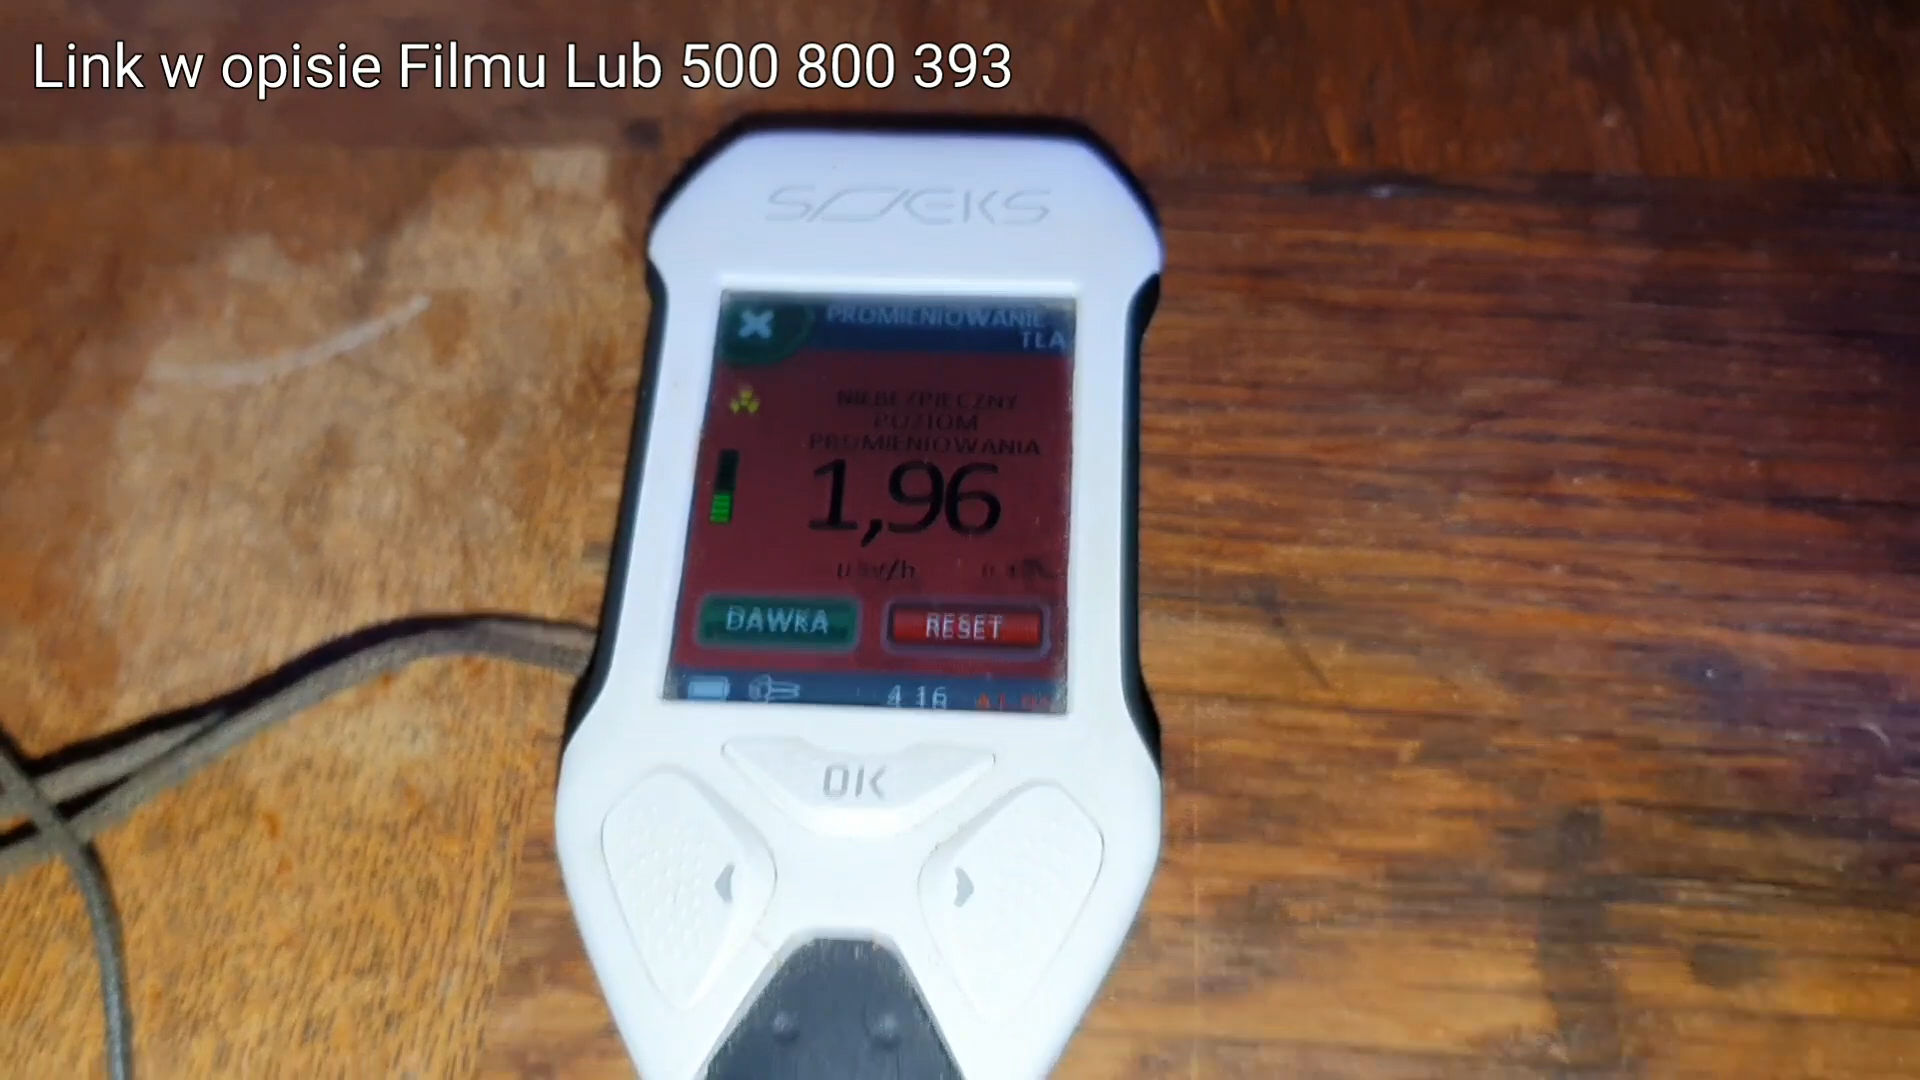 Link w opisie Filmu Lub 500 800 393
SOEKS
PROMIENIOWANIE
TŁA
NIEBEZPIECZNY
POZIOM
PROMIENIOWANIA
1,96
DAWKA
RESET
OK